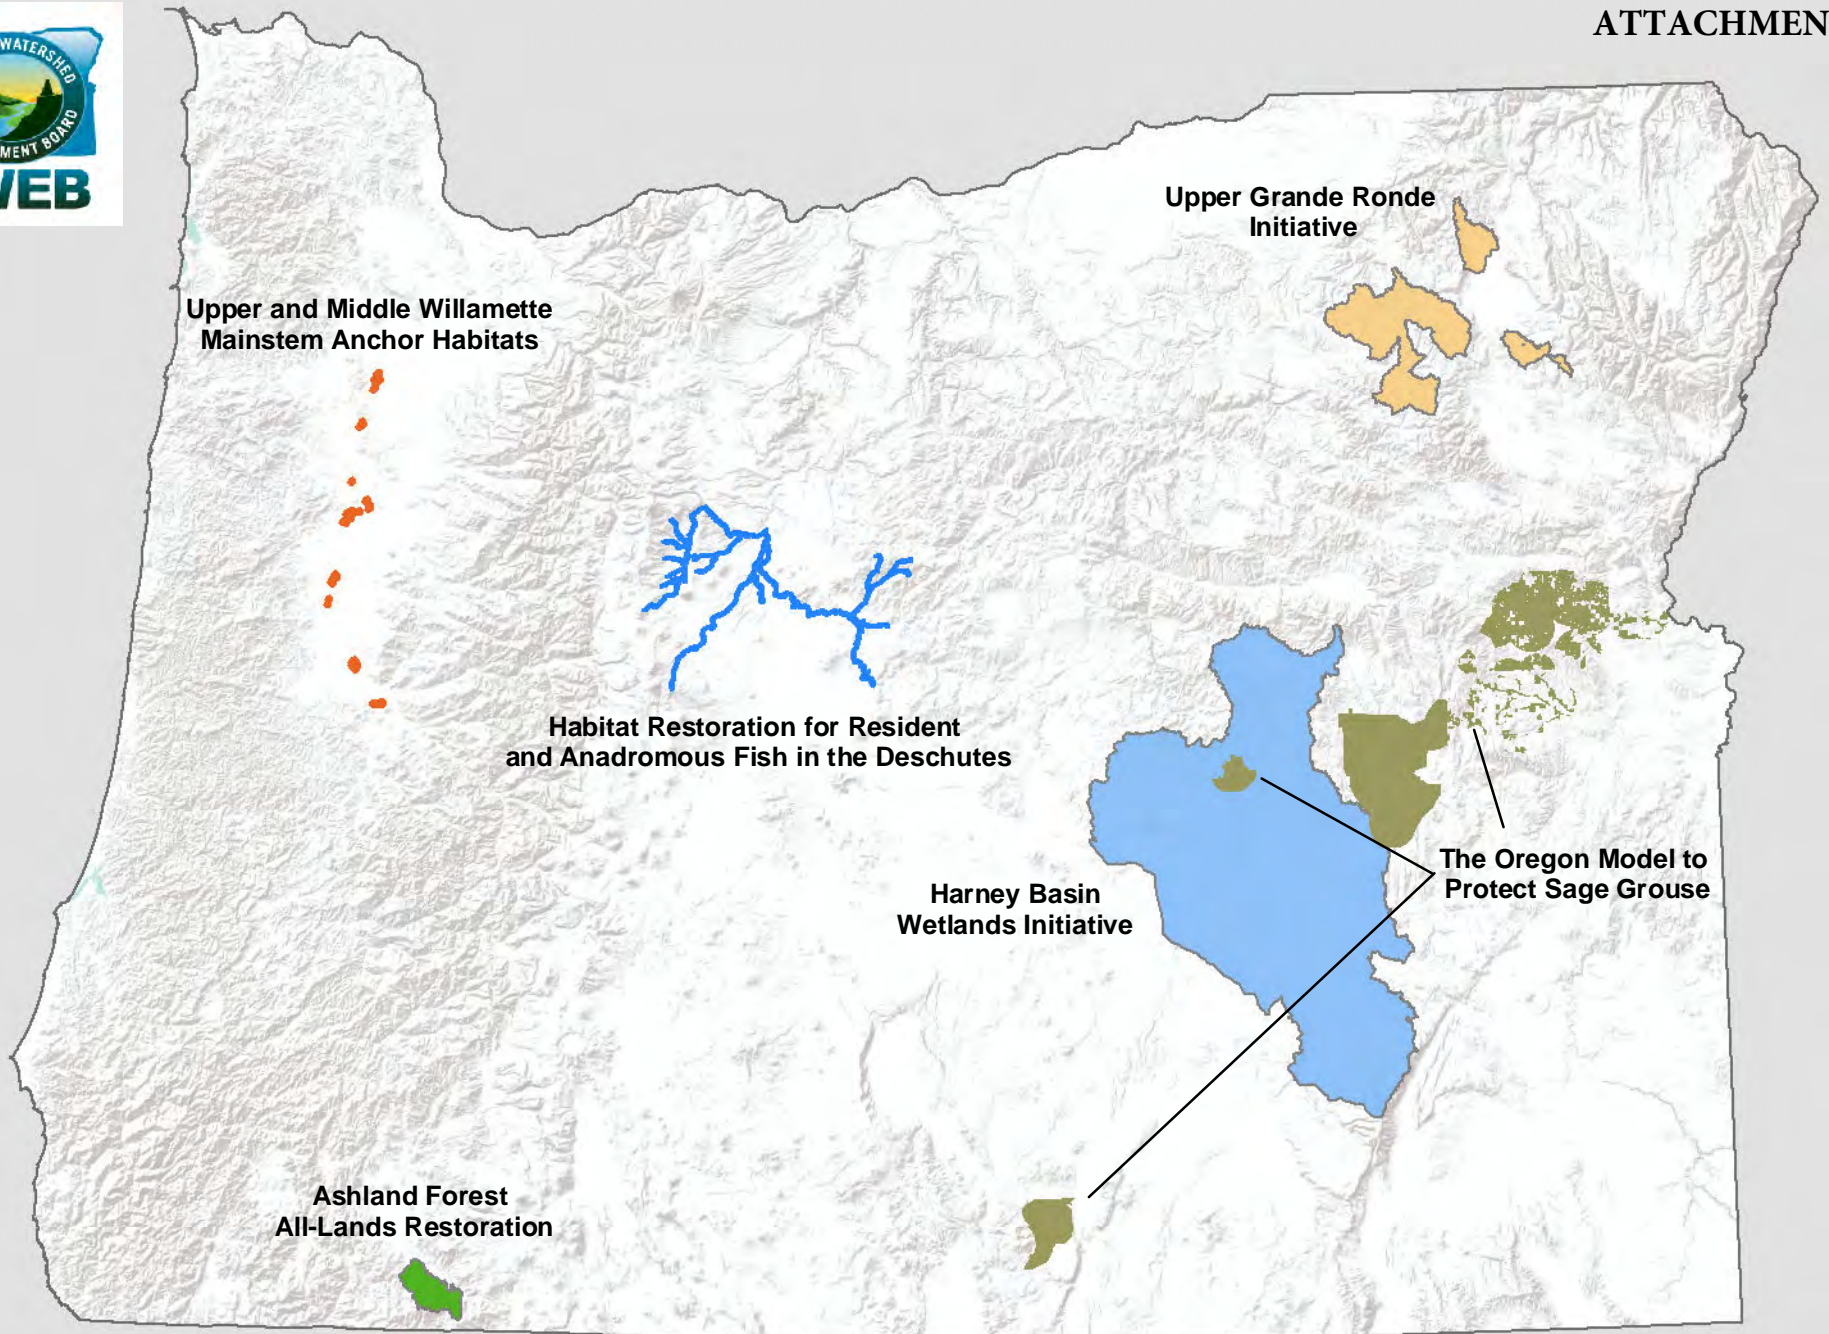 ATTACHMEN
WATERSHED
MENT BOARD
WEB
Upper Grande Ronde
Initiative
Upper and Middle Willamette
Mainstem Anchor Habitats
Habitat Restoration for Resident
and Anadromous Fish in the Deschutes
The Oregon Model to
Protect Sage Grouse
Harney Basin
Wetlands Initiative
Ashland Forest
All-Lands Restoration